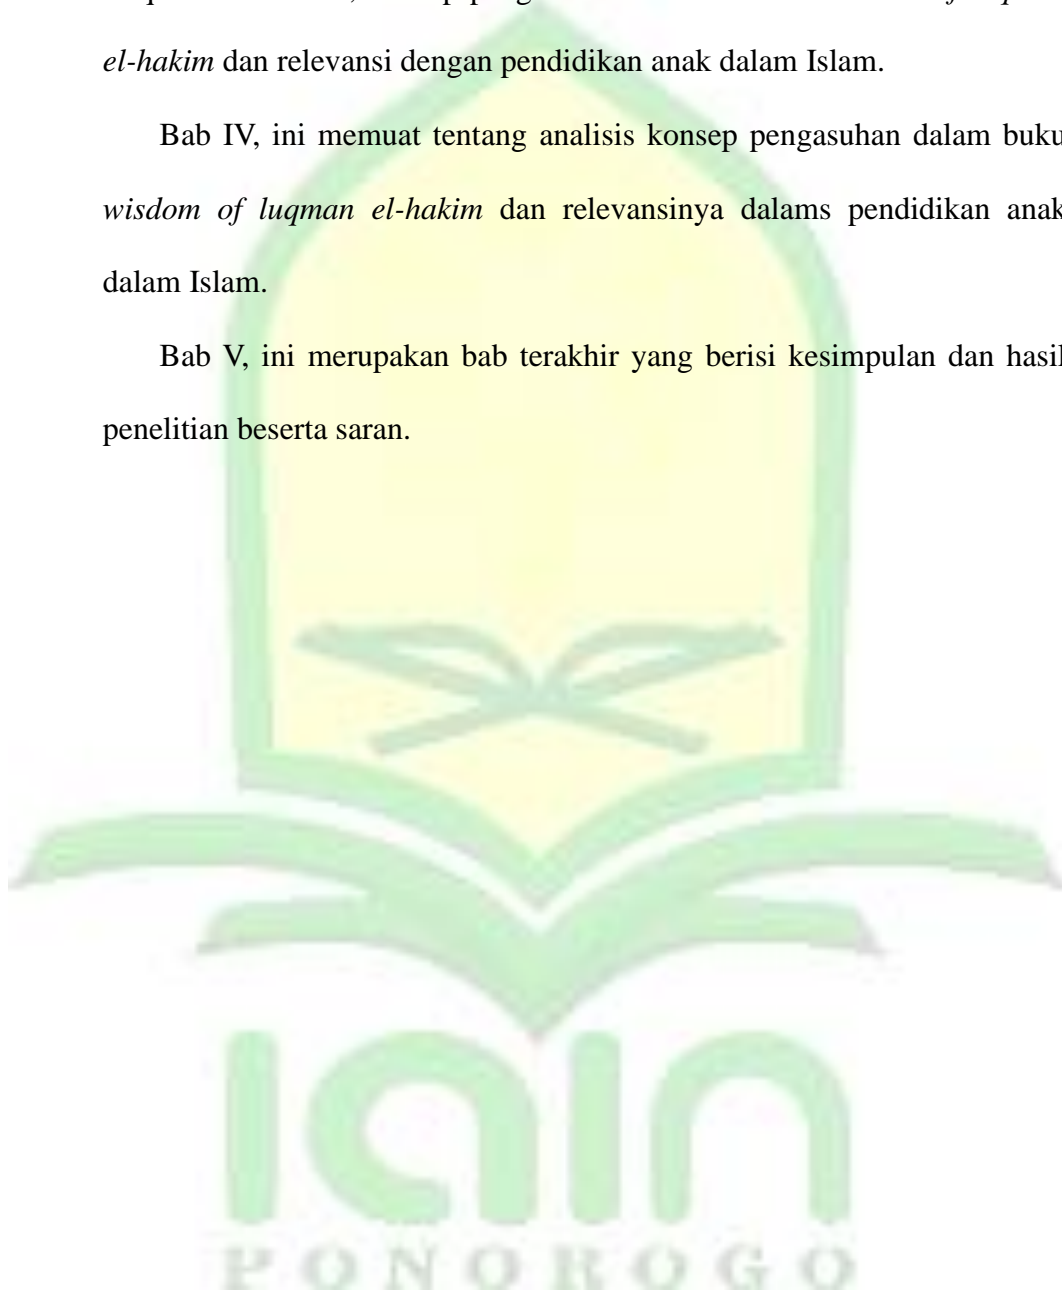 el-hakim dan relevansi dengan pendidikan anak dalam Islam.
Bab IV, ini memuat tentang analisis konsep pengasuhan dalam buku
wisdom of luqman el-hakim dan relevansinya dalams pendidikan anak
dalam Islam.
Bab V, ini merupakan bab terakhir yang berisi kesimpulan dan hasil
penelitian beserta saran.
iain
PONOROGO